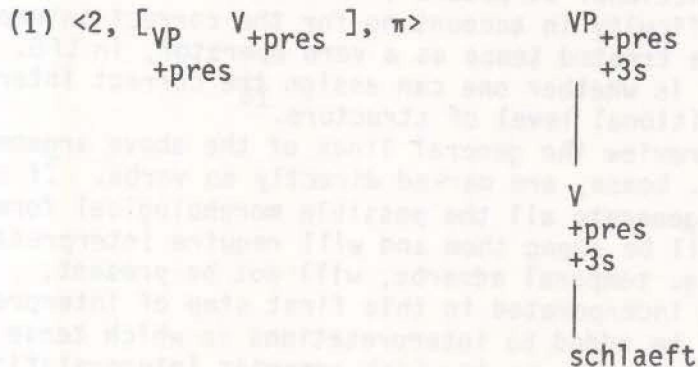 (1) <2, [VP V+pres ], π>
+pres
VP+pres
+3s
V
+pres
+3s
schlaeft